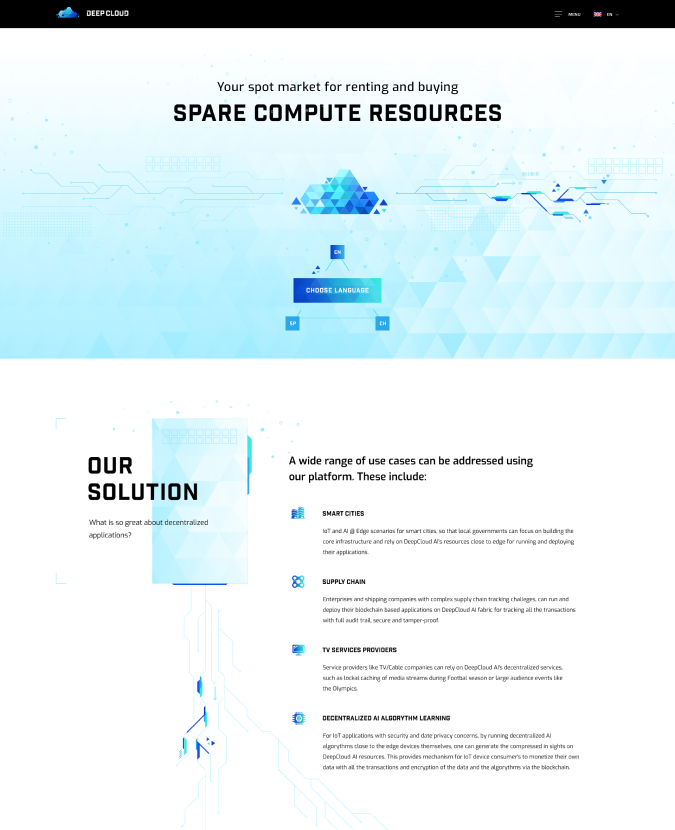 DEEP CLOUD
MENU
EN
Your spot market for renting and buying
SPARE COMPUTE RESOURCES
EN
CHOOSE LANGUAGE
SP
CH
OUR
SOLUTION
What is so great about decentralized
applications?
A wide range of use cases can be addressed using
our platform. These include:
SMART CITIES
IoT and AI @ Edge scenarios for smart cities, so that local governments can focus on building the
core infrastructure and rely on DeepCloud AI's resources close to edge for running and deploying
their applications.
SUPPLY CHAIN
Enterprises and shipping companies with complex supply chain tracking challeges, can run and
deploy their blockchain based applications on DeepCloud AI fabric for tracking all the transactions
with full audit trail, secure and tamper-proof.
TV SERVICES PROVIDERS
Service providers like TV/Cable companies can rely on DeepCloud AI's decentralized services,
such as lockal caching of media streams during Footbal season or large audience events like
the Olympics.
DECENTRALIZED AI ALGORYTHM LEARNING
For IoT applications with security and date privacy concerns, by running decentralized AI
algorythms close to the edge devices themselves, one can generate the compressed in sights on
DeepCloud AI resources. This provides mechanism for IoT device consumer's to monetize their own
data with all the transactions and encryption of the data and the algorythms via the blockchain.